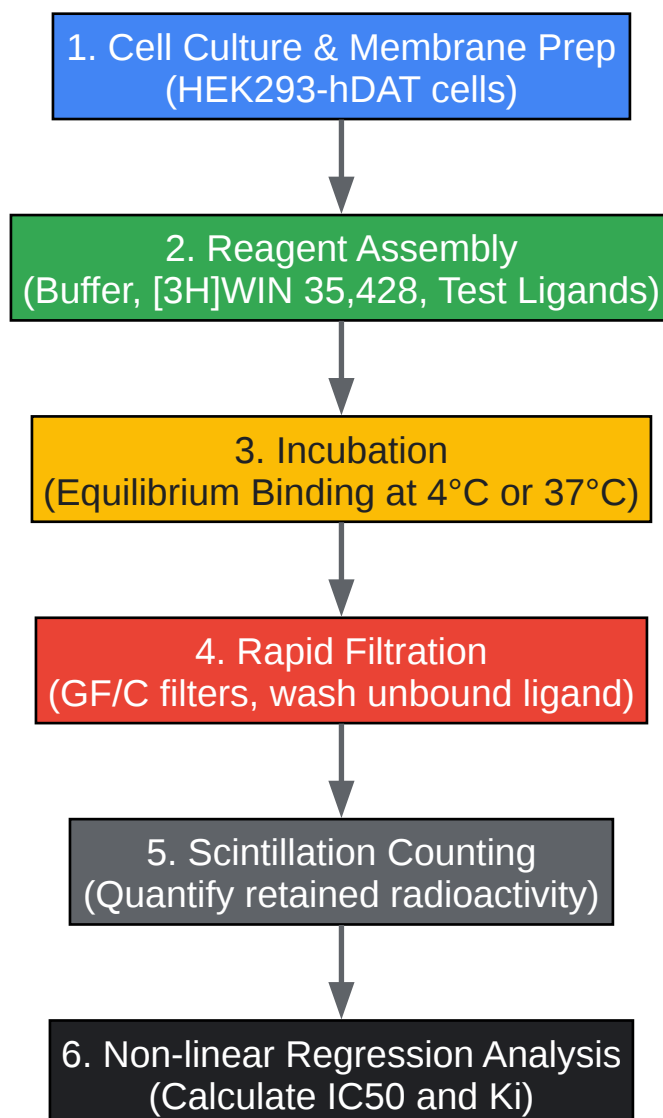 1. Cell Culture & Membrane Prep
(HEK293-hDAT cells)
2. Reagent Assembly
(Buffer, [3H]WIN 35,428, Test Ligands)
3. Incubation
(Equilibrium Binding at 4°C or 37°C)
4. Rapid Filtration
(GF/C filters, wash unbound ligand)
5. Scintillation Counting
(Quantify retained radioactivity)
6. Non-linear Regression Analysis
(Calculate IC50 and Ki)